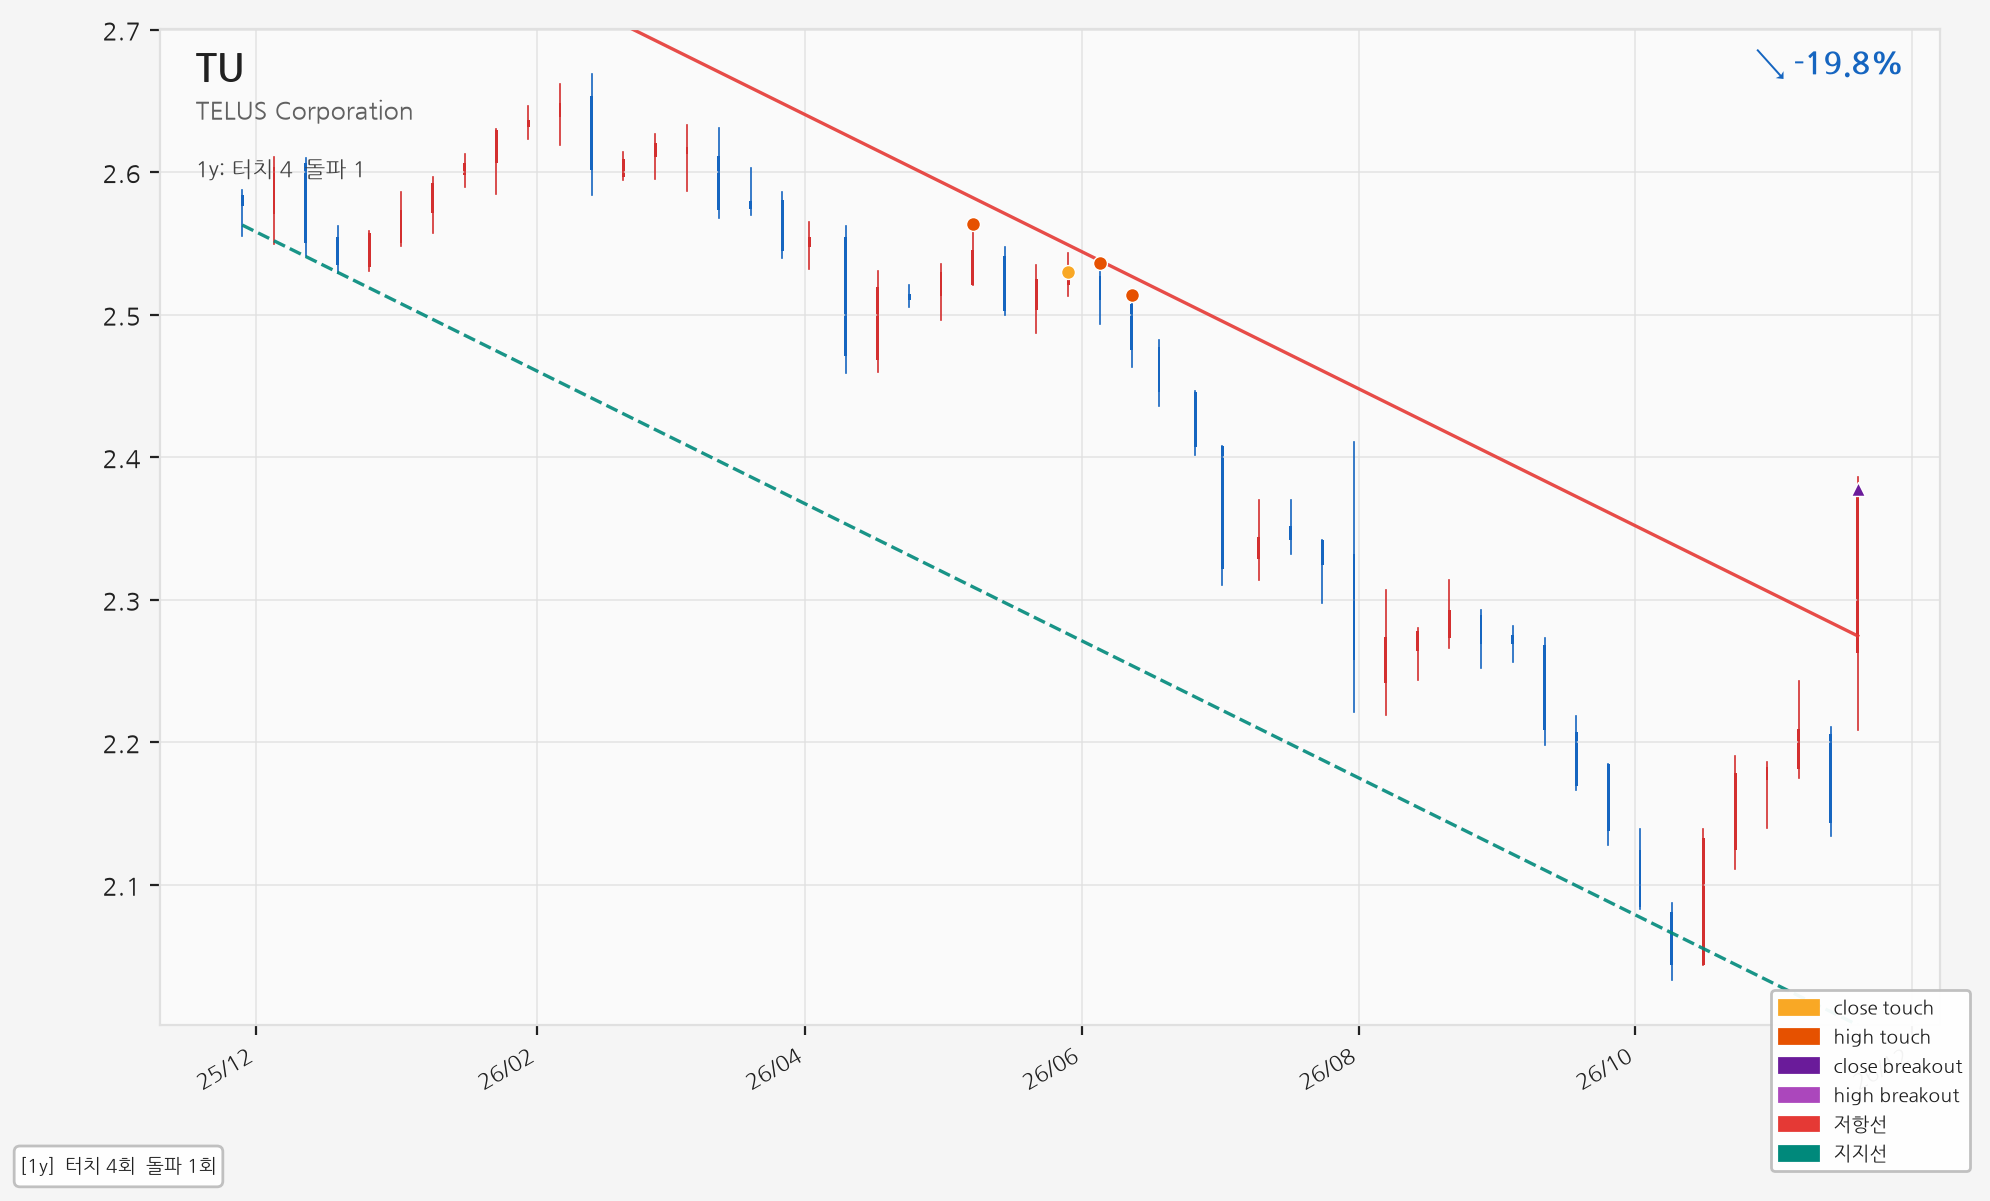 TU
TELUS Corporation
1y: 터치 4 돌파 1
-19.8%
2.7
2.6
2.5
2.4
2.3
2.2
2.1
25/12
26/02
26/04
26/06
26/08
26/10
close touch
high touch
close breakout
high breakout
저항선
지지선
[1y] 터치 4회 돌파 1회